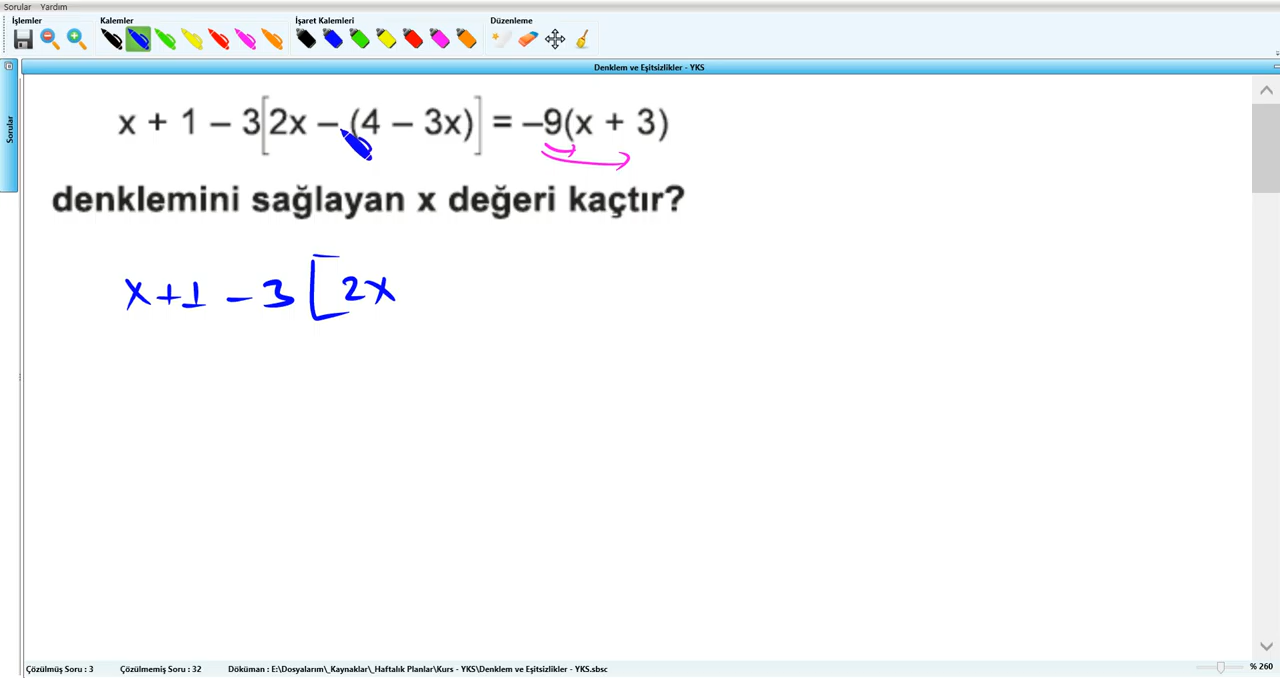 Sorular Yardım
İşlemler Kalemler İşaret Kalemleri Düzenleme
Denklem ve Eşitsizlikler - YKS
Sorular
x + 1 – 3[2x – (4 – 3x)] = –9(x + 3)
denklemini sağlayan x değeri kaçtır?
x+1 -3 [2x
Çözülmüş Soru : 3 Çözülmemiş Soru : 32 Döküman : E:\Dosyalarım\_Kaynaklar\_Haftalık Planlar\Kurs - YKS\Denklem ve Eşitsizlikler - YKS.sbsc % 260